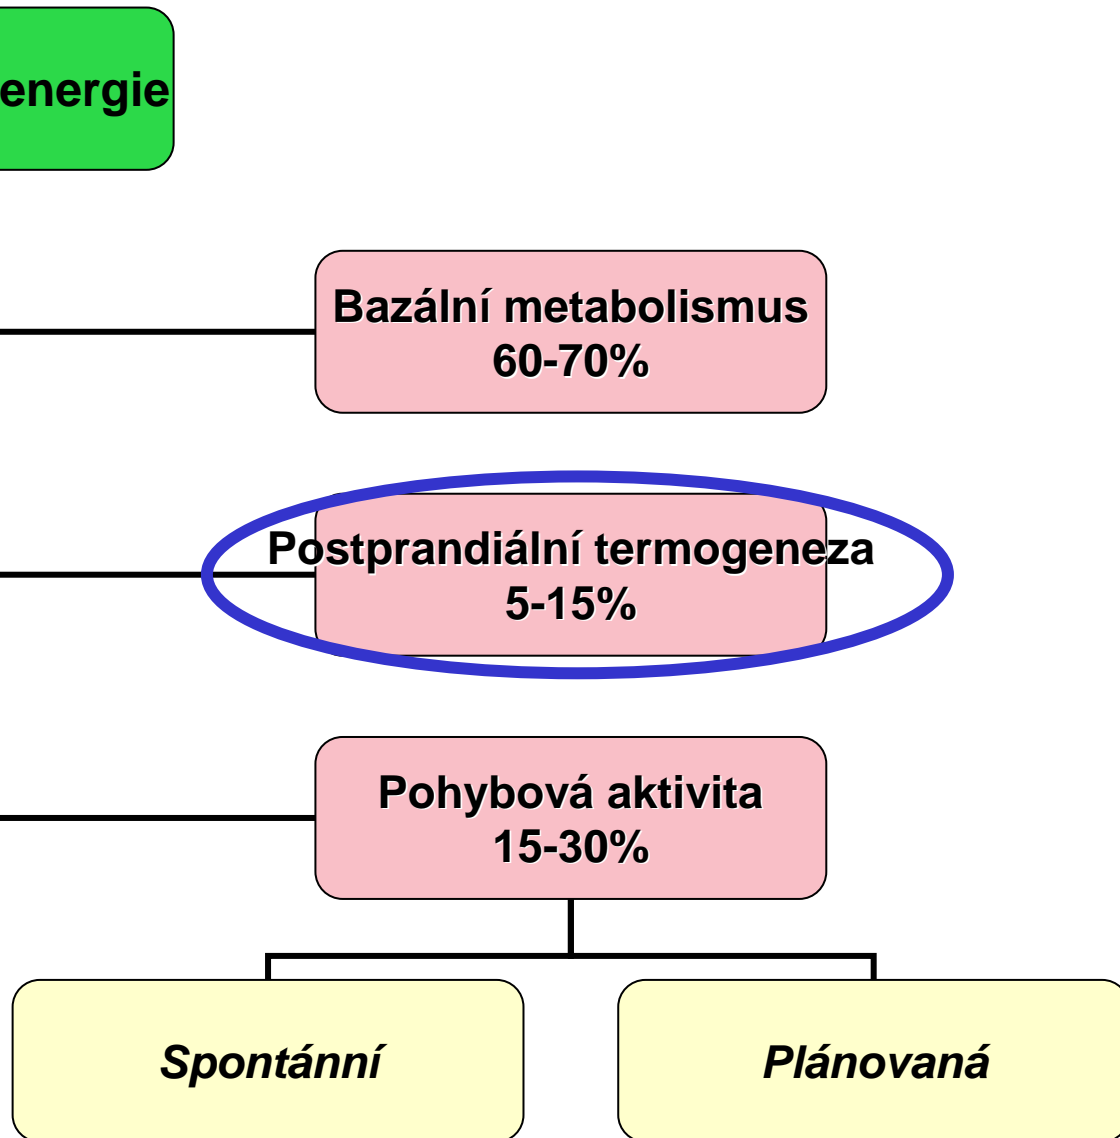 energie
Bazální metabolismus
60-70%
Postprandiální termogeneza
5-15%
Pohybová aktivita
15-30%
Spontánní
Plánovaná